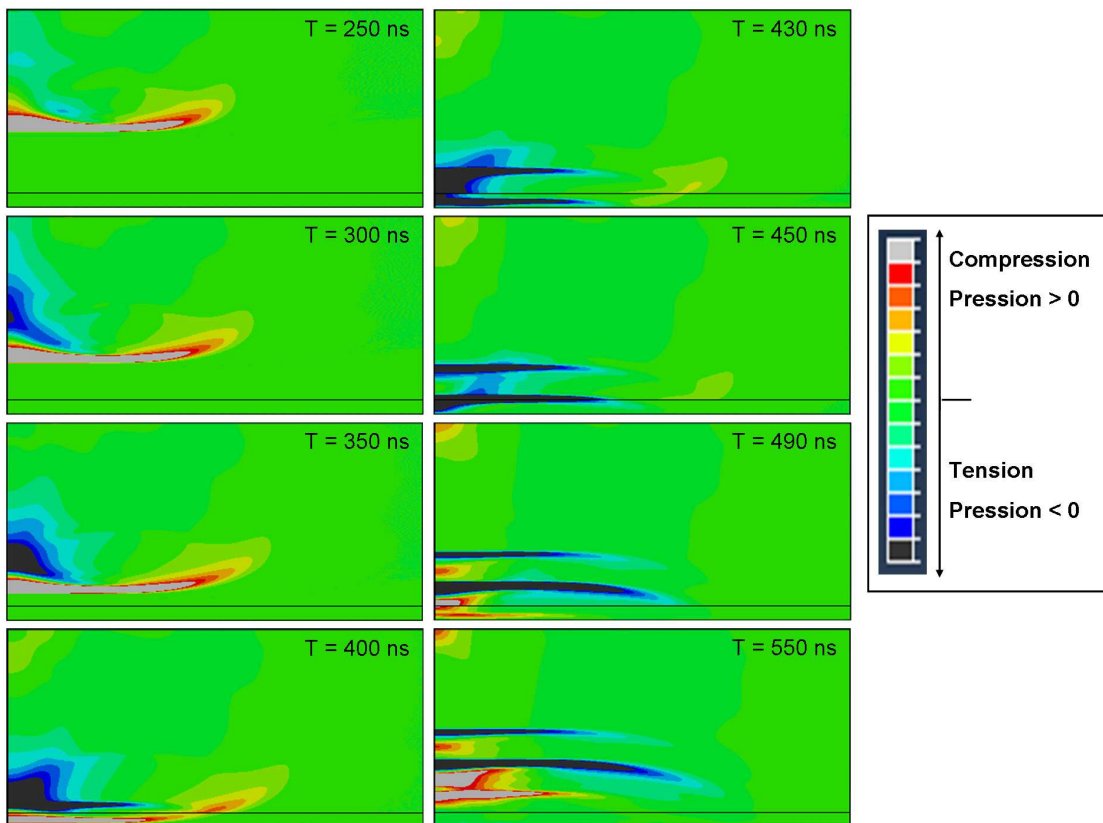 T = 250 ns
T = 300 ns
T = 350 ns
T = 400 ns
T = 430 ns
T = 450 ns
T = 490 ns
T = 550 ns
Compression
Pression > 0
Tension
Pression < 0